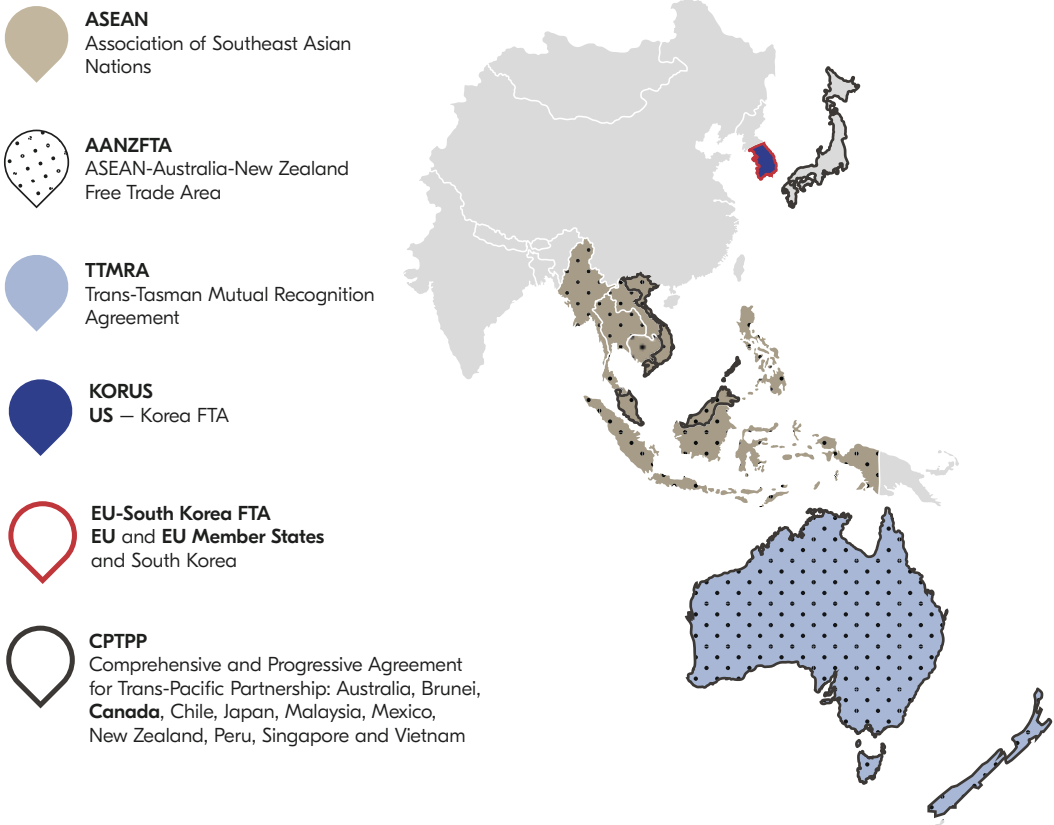 ASEAN
Association of Southeast Asian
Nations
AANZFTA
ASEAN-Australia-New Zealand
Free Trade Area
TTMRA
Trans-Tasman Mutual Recognition
Agreement
KORUS
US – Korea FTA
EU-South Korea FTA
EU and EU Member States
and South Korea
CPTPP
Comprehensive and Progressive Agreement
for Trans-Pacific Partnership: Australia, Brunei,
Canada, Chile, Japan, Malaysia, Mexico,
New Zealand, Peru, Singapore and Vietnam